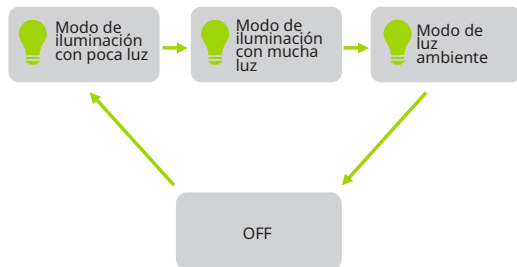 Modo de
iluminación
con poca luz
Modo de
iluminación
con mucha
luz
Modo de
luz
ambiente
OFF